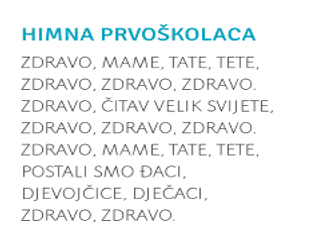 HIMNA PRVOŠKOLACA
ZDRAVO, MAME, TATE, TETE,
ZDRAVO, ZDRAVO, ZDRAVO.
ZDRAVO, ČITAV VELIK SVIJETE,
ZDRAVO, ZDRAVO, ZDRAVO.
ZDRAVO, MAME, TATE, TETE,
POSTALI SMO ĐACI,
DJEVOJČICE, DJEČACI,
ZDRAVO, ZDRAVO.